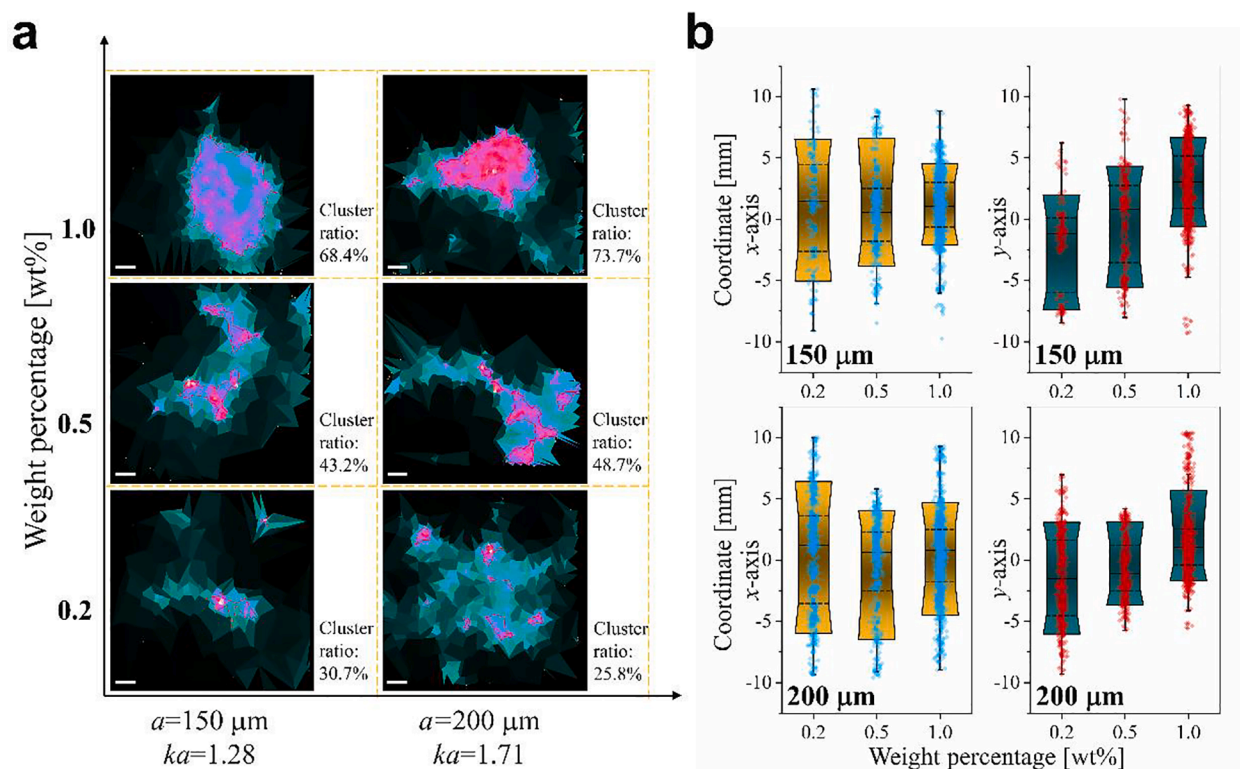 a
Weight percentage [wt%]
1.0
Cluster
ratio:
68.4%
Cluster
ratio:
73.7%
0.5
Cluster
ratio:
43.2%
Cluster
ratio:
48.7%
0.2
Cluster
ratio:
30.7%
Cluster
ratio:
25.8%
a=150 μm
ka=1.28
a=200 μm
ka=1.71
b
Coordinate [mm]
x-axis
10
5
0
-5
-10
150 μm
0.2 0.5 1.0
y-axis
10
5
0
-5
-10
150 μm
0.2 0.5 1.0
Coordinate [mm]
x-axis
10
5
0
-5
-10
200 μm
0.2 0.5 1.0
y-axis
10
5
0
-5
-10
200 μm
0.2 0.5 1.0
Weight percentage [wt%]